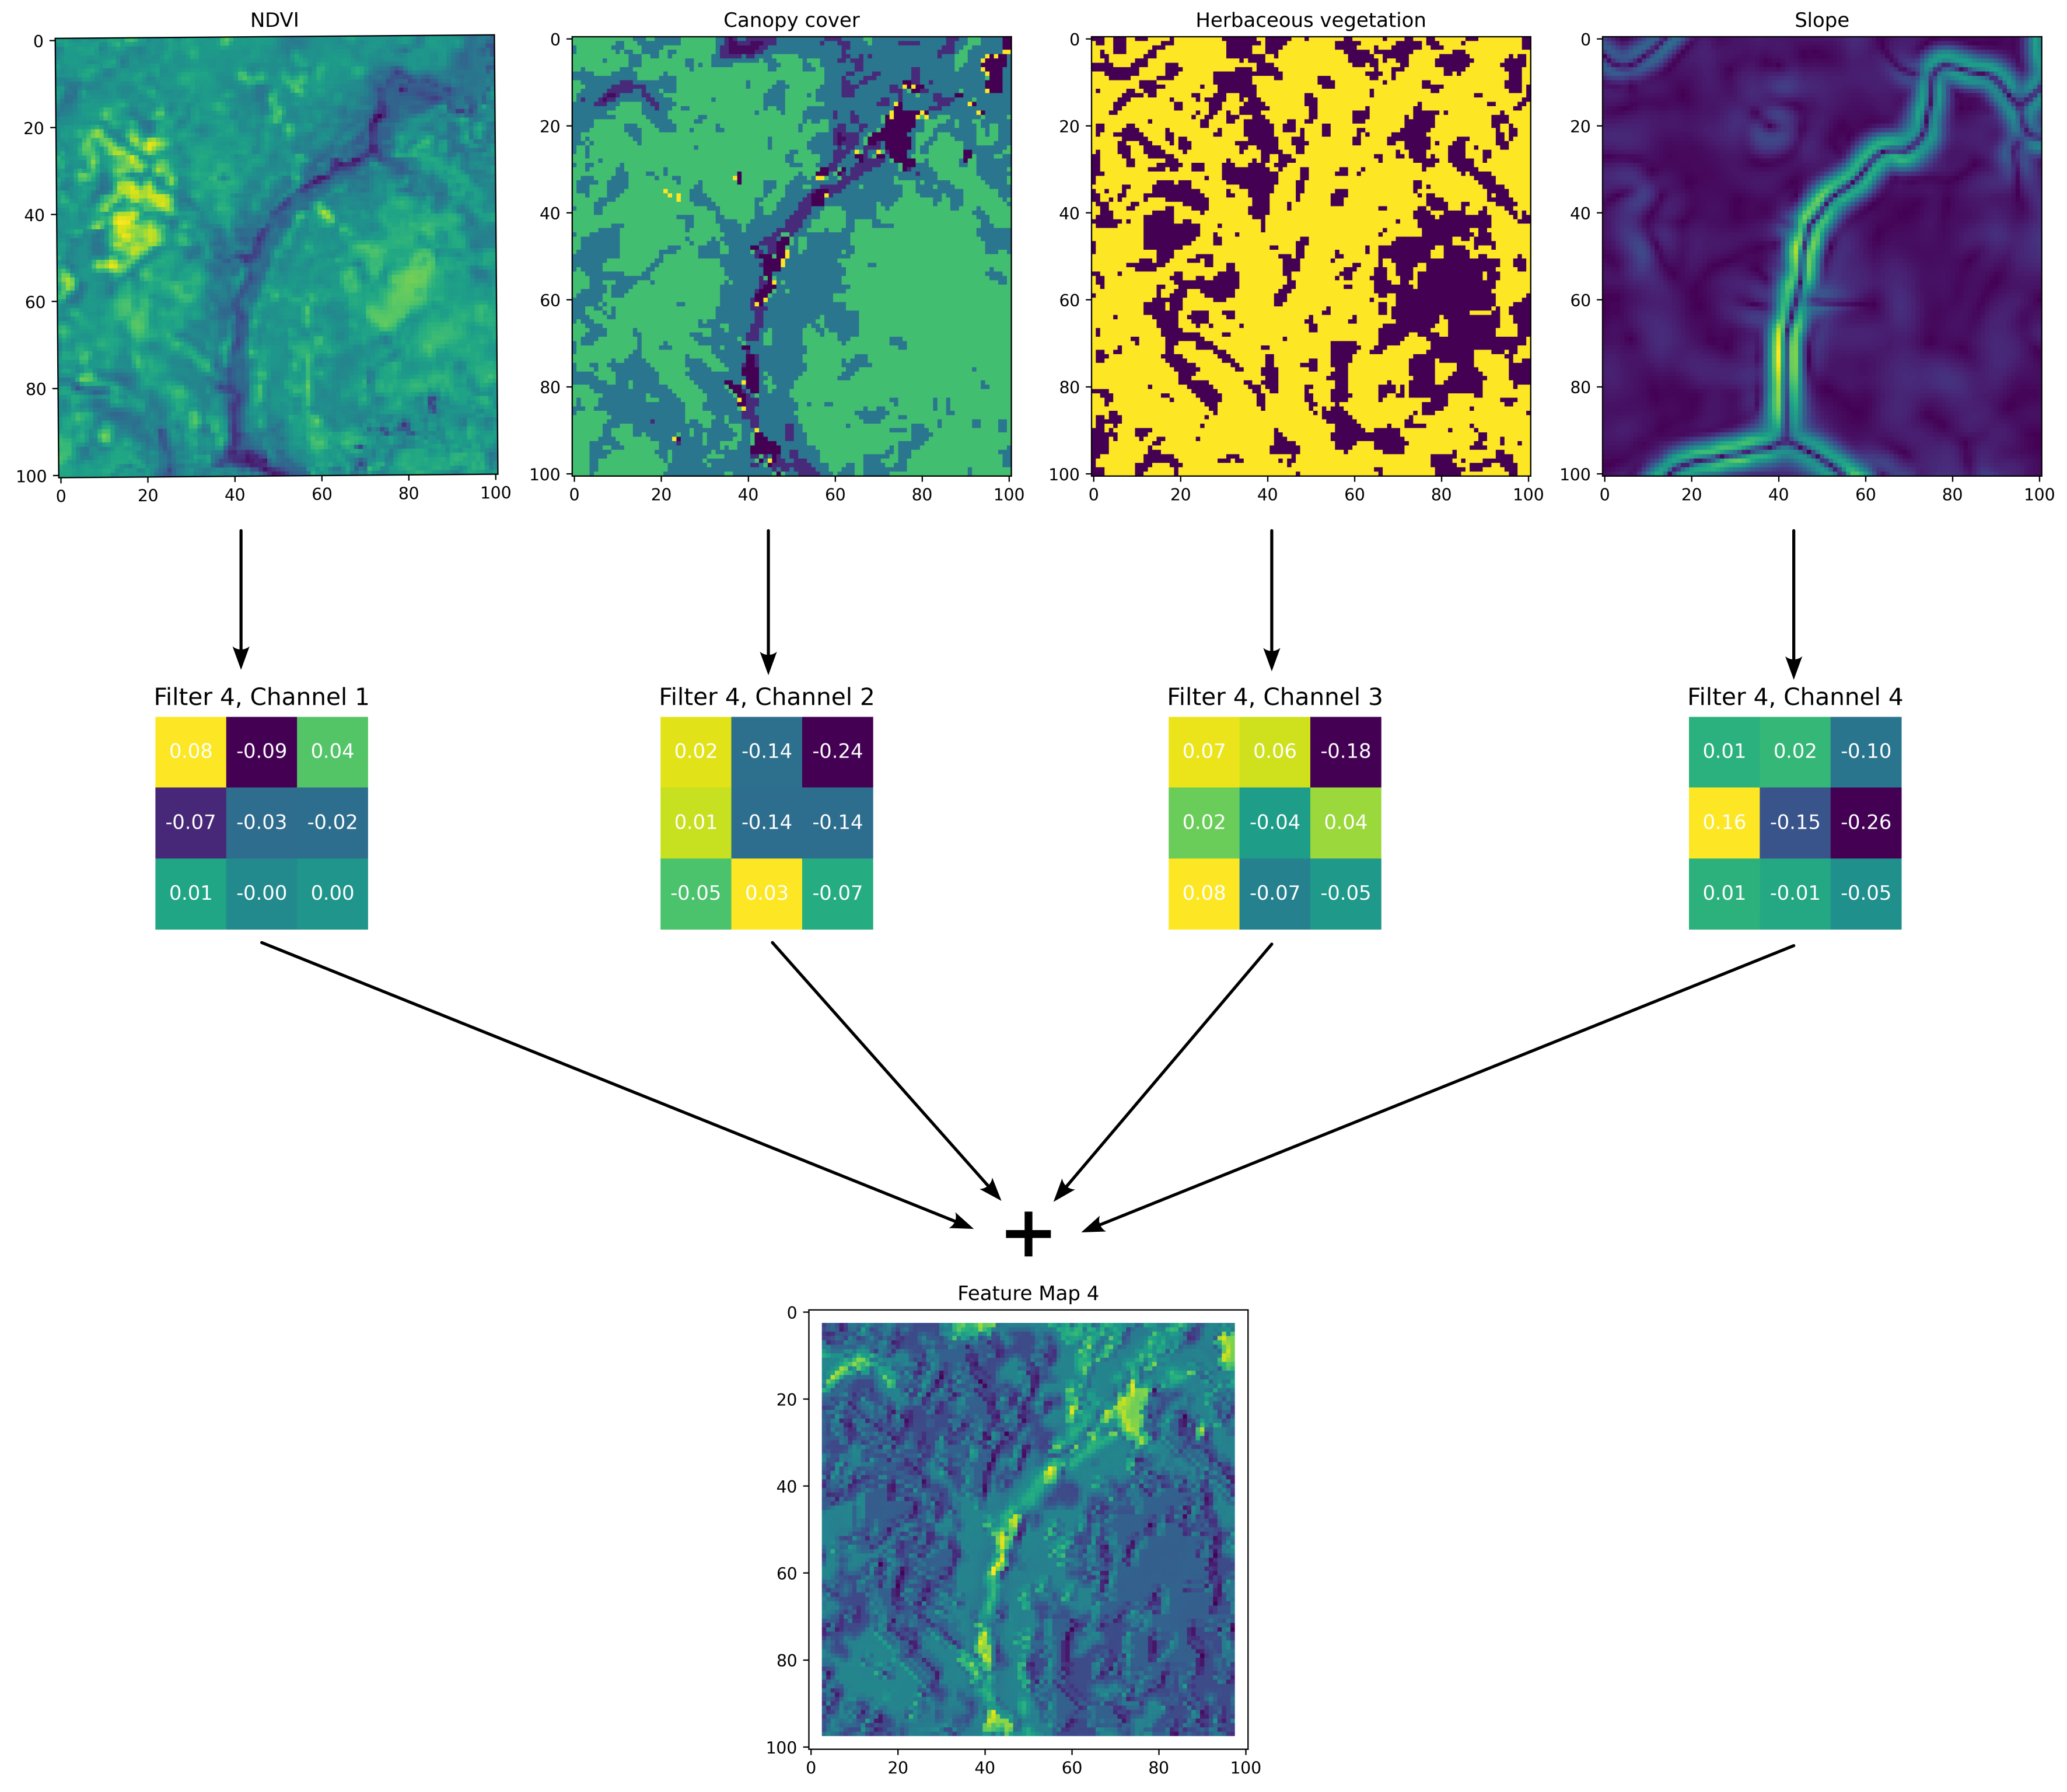 NDVI
Canopy cover
Herbaceous vegetation
Slope
0
20
40
60
80
100
0 20 40 60 80 100
0
20
40
60
80
100
0 20 40 60 80 100
0
20
40
60
80
100
0 20 40 60 80 100
0
20
40
60
80
100
0 20 40 60 80 100
Filter 4, Channel 1
0.08 -0.09 0.04
-0.07 -0.03 -0.02
0.01 -0.00 0.00
Filter 4, Channel 2
0.02 -0.14 -0.24
0.01 -0.14 -0.14
-0.05 0.03 -0.07
Filter 4, Channel 3
0.07 0.06 -0.18
0.02 -0.04 0.04
0.08 -0.07 -0.05
Filter 4, Channel 4
0.01 0.02 -0.10
0.16 -0.15 -0.26
0.01 -0.01 -0.05
+
Feature Map 4
0
20
40
60
80
100
0 20 40 60 80 100